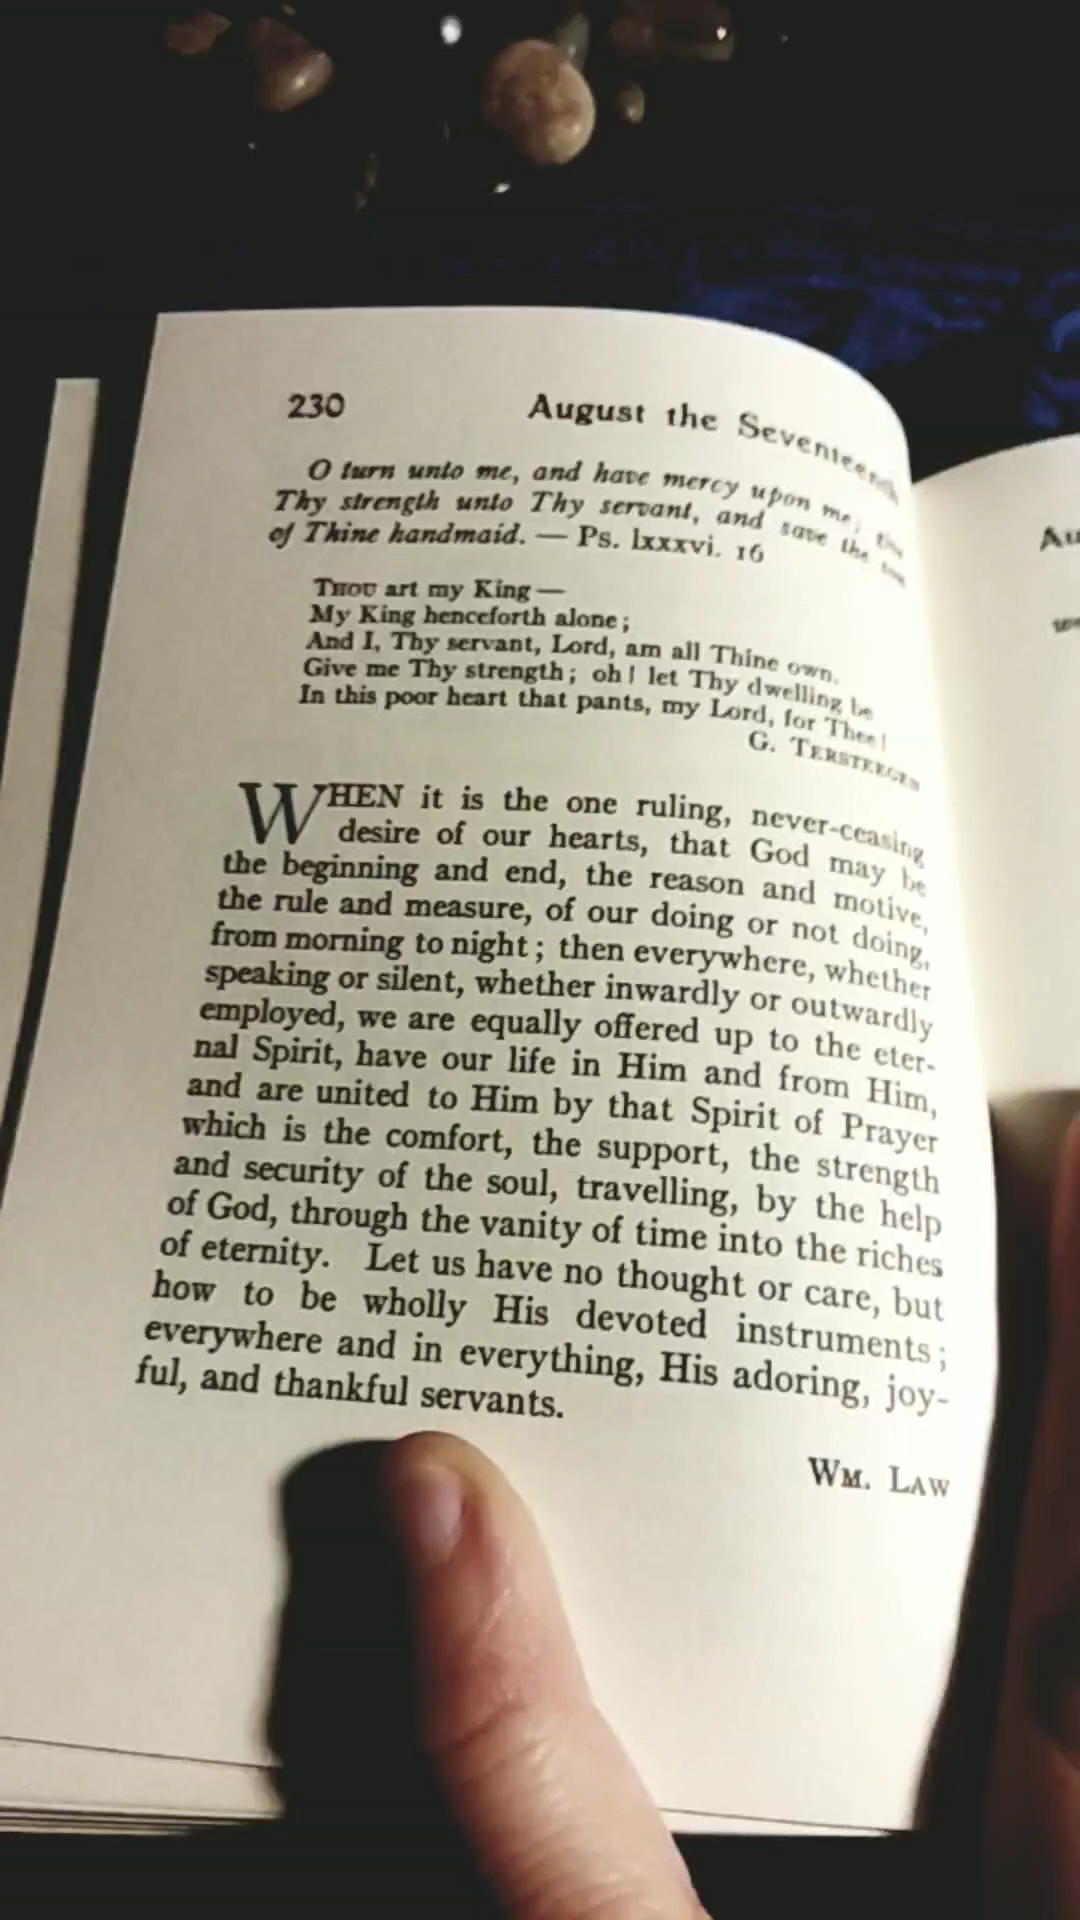 230 August the Seventeenth
O turn unto me, and have mercy upon me;
Thy strength unto Thy servant, and save the
of Thine handmaid. — Ps. lxxxvi. 16
THOU art my King—
My King henceforth alone;
And I, Thy servant, Lord, am all Thine own.
Give me Thy strength; oh! let Thy dwelling be
In this poor heart that pants, my Lord, for Thee!
G. TERSTEEGEN
WHEN it is the one ruling, never-ceasing
desire of our hearts, that God may be
the beginning and end, the reason and motive,
the rule and measure, of our doing or not doing,
from morning to night; then everywhere, whether
speaking or silent, whether inwardly or outwardly
employed, we are equally offered up to the eter-
nal Spirit, have our life in Him and from Him,
and are united to Him by that Spirit of Prayer
which is the comfort, the support, the strength
and security of the soul, travelling, by the help
of God, through the vanity of time into the riches
of eternity. Let us have no thought or care, but
how to be wholly His devoted instruments;
everywhere and in everything, His adoring, joy-
ful, and thankful servants.
WM. LAW